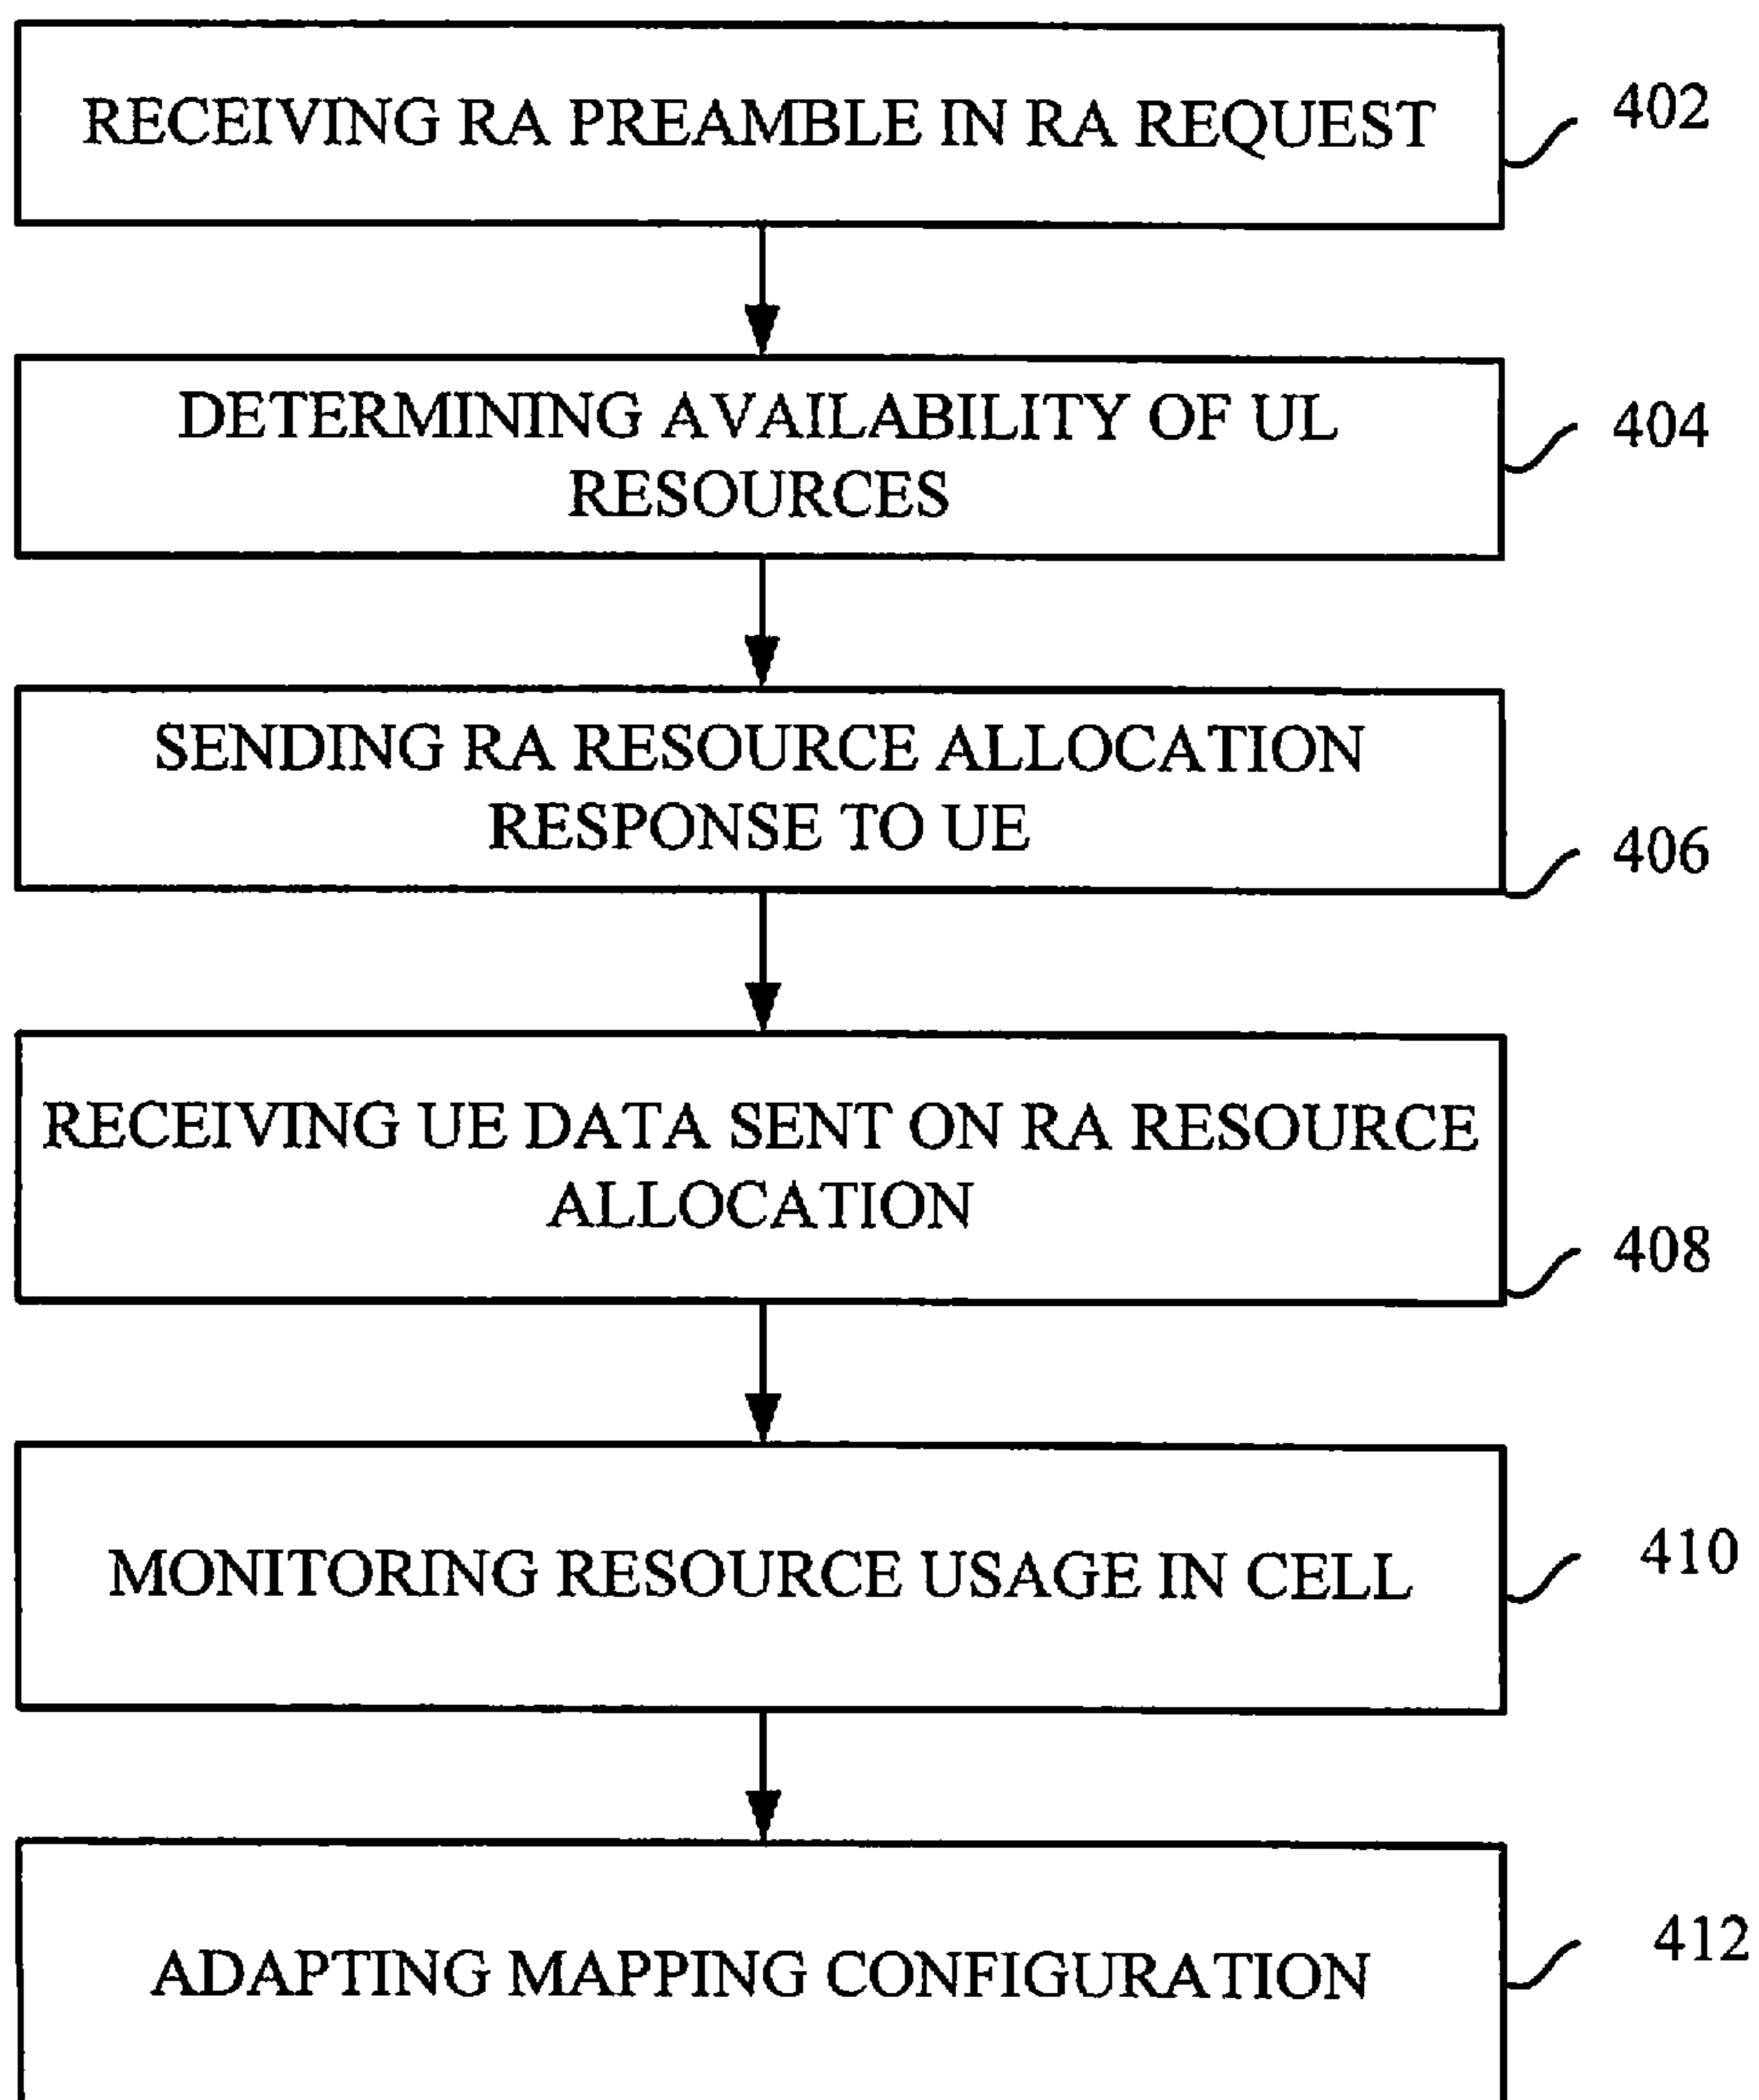 RECEIVING RA PREAMBLE IN RA REQUEST
402
DETERMINING AVAILABILITY OF UL
RESOURCES
404
SENDING RA RESOURCE ALLOCATION
RESPONSE TO UE
406
RECEIVING UE DATA SENT ON RA RESOURCE
ALLOCATION
408
MONITORING RESOURCE USAGE IN CELL
410
ADAPTING MAPPING CONFIGURATION
412